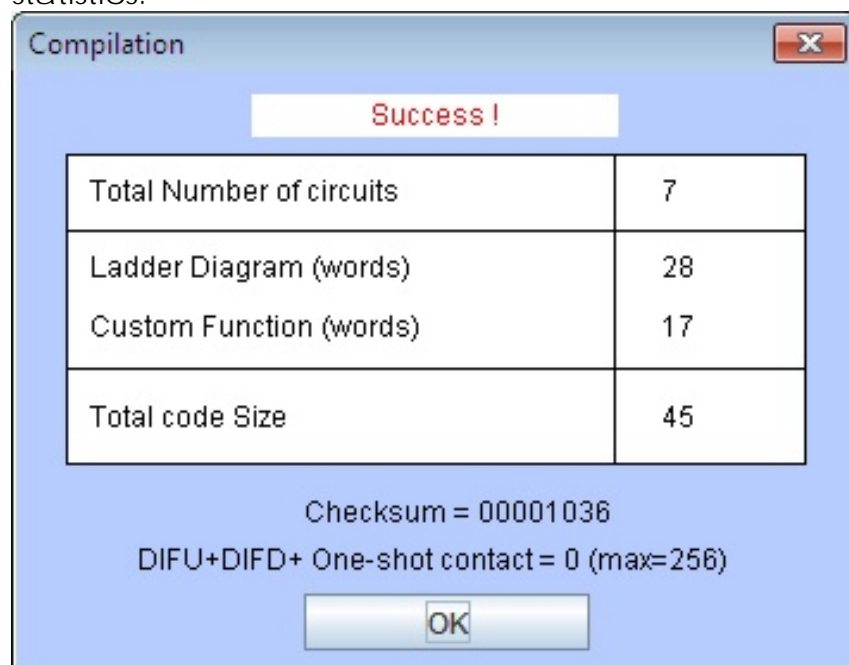 statistics.
Compilation
Success !
Total Number of circuits 7
Ladder Diagram (words) 28
Custom Function (words) 17
Total code Size 45
Checksum = 00001036
DIFU+DIFD+ One-shot contact = 0 (max=256)
OK